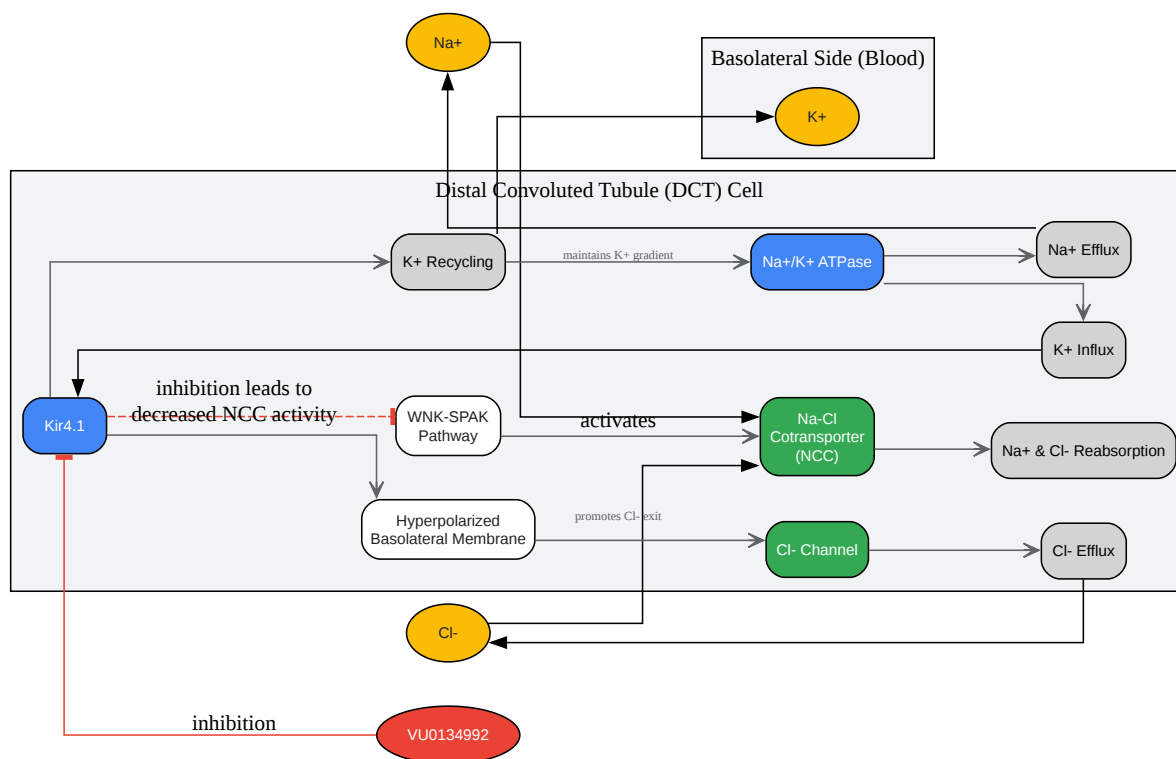 Na+
Basolateral Side (Blood)
K+
Distal Convoluted Tubule (DCT) Cell
K+ Recycling
maintains K+ gradient
Na+/K+ ATPase
Na+ Efflux
K+ Influx
inhibition leads to
decreased NCC activity
Kir4.1
WNK-SPAK
Pathway
activates
Na-Cl
Cotransporter
(NCC)
Na+ & Cl- Reabsorption
Hyperpolarized
Basolateral Membrane
promotes Cl- exit
Cl- Channel
Cl- Efflux
Cl-
inhibition
VU0134992